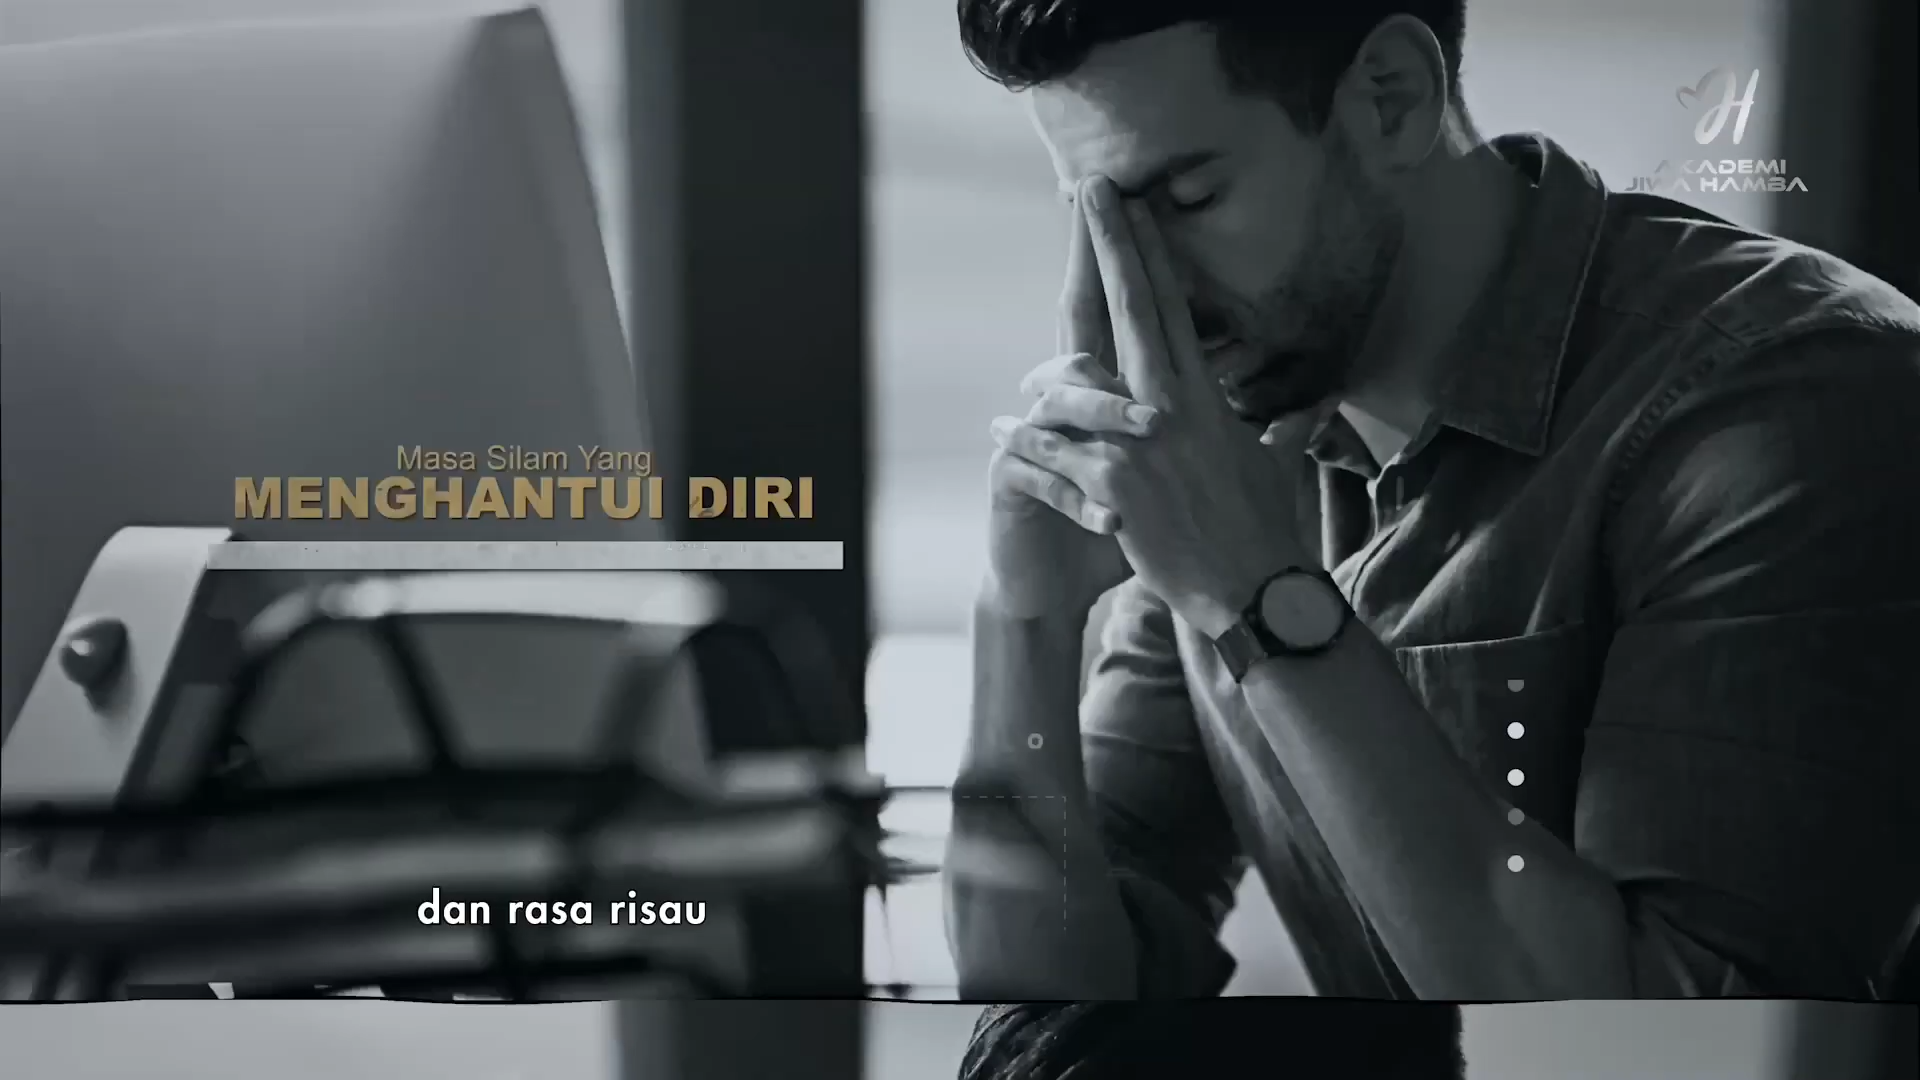 AKADEMI
JIWA HAMBA
Masa Silam Yang
MENGHANTUI DIRI
dan rasa risau